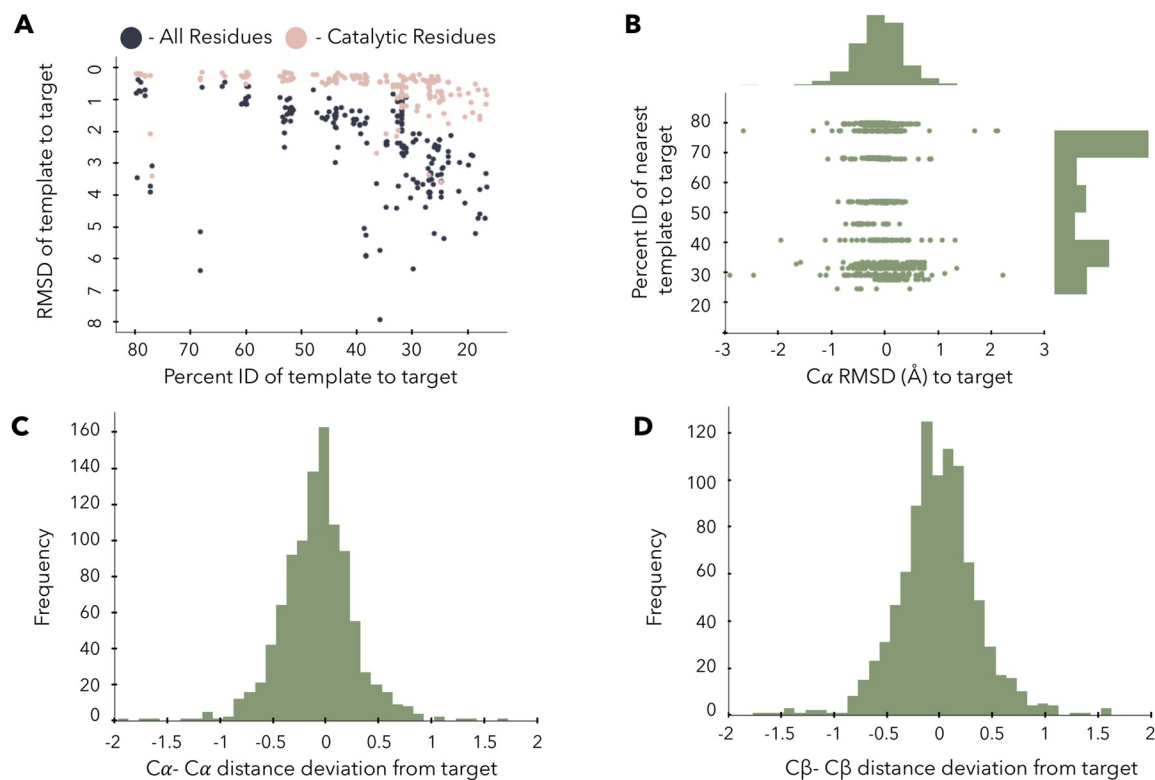 A
- All Residues - Catalytic Residues
RMSD of template to target
0
1
2
3
4
5
6
7
8
80 70 60 50 40 30 20
Percent ID of template to target
B
Percent ID of nearest
template to target
80
70
60
50
40
30
20
-3 -2 -1 0 1 2 3
Cα RMSD (Å) to target
C
Frequency
160
140
120
100
80
60
40
20
0
-2 -1.5 -1 -0.5 0 0.5 1 1.5 2
Cα- Cα distance deviation from target
D
Frequency
120
100
80
60
40
20
0
-2 -1.5 -1 -0.5 0 0.5 1 1.5 2
Cβ- Cβ distance deviation from target